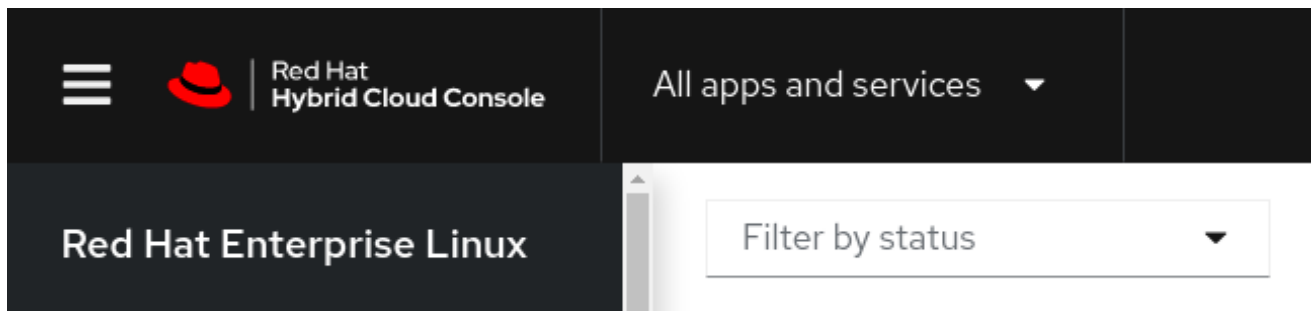 Red Hat
Hybrid Cloud Console
All apps and services
Red Hat Enterprise Linux
Filter by status